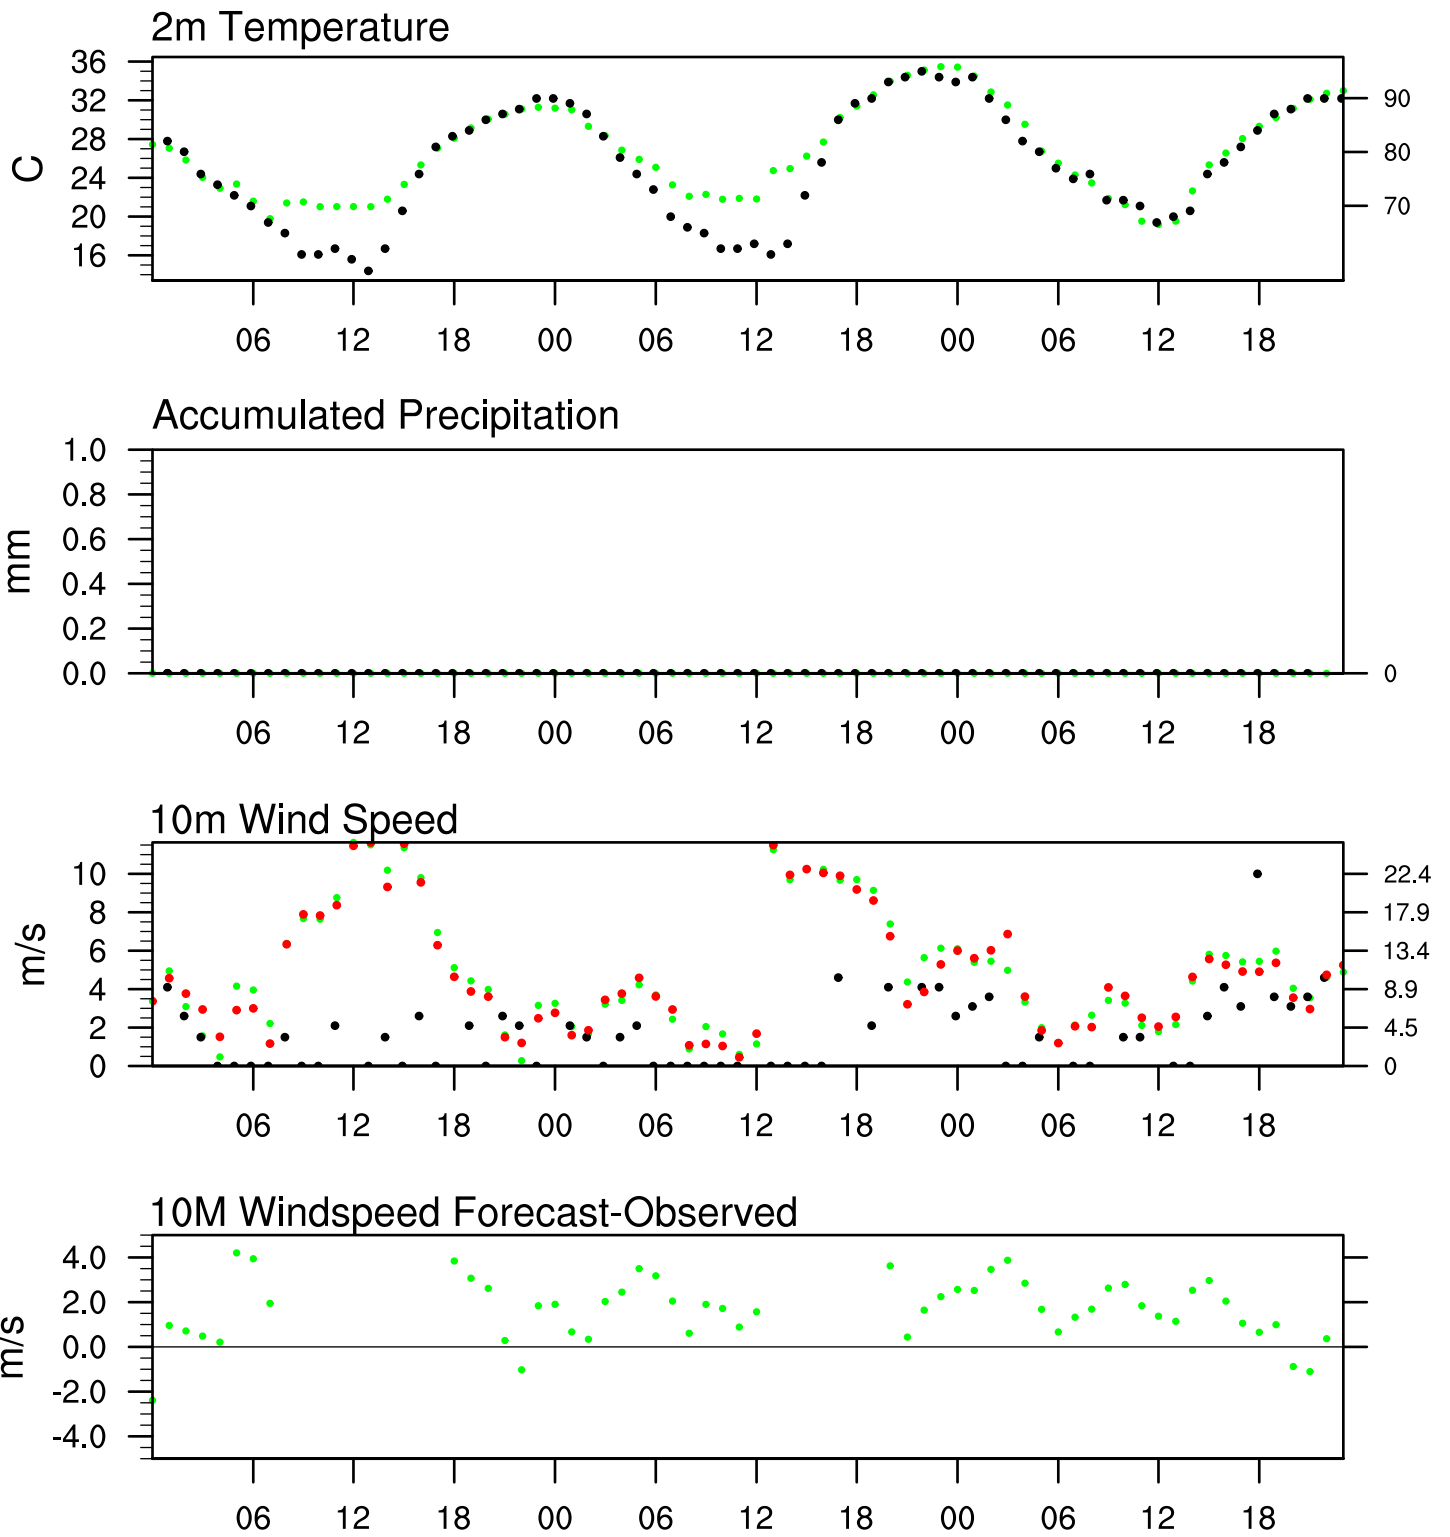 2m Temperature
36
32
28
24
20
16
C
90
80
70
06 12 18 00 06 12 18 00 06 12 18
Accumulated Precipitation
1.0
0.8
0.6
0.4
0.2
0.0
mm
0
06 12 18 00 06 12 18 00 06 12 18
10m Wind Speed
10
8
6
4
2
0
m/s
22.4
17.9
13.4
8.9
4.5
0
06 12 18 00 06 12 18 00 06 12 18
10M Windspeed Forecast-Observed
4.0
2.0
0.0
-2.0
-4.0
m/s
06 12 18 00 06 12 18 00 06 12 18